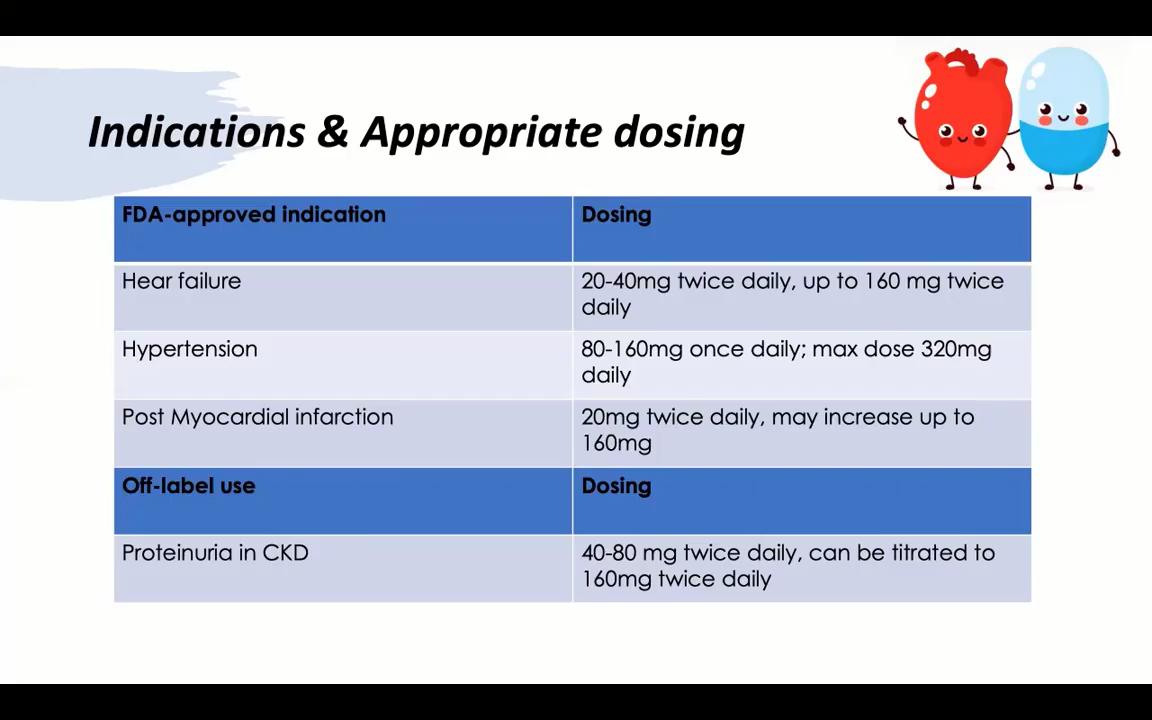 Indications & Appropriate dosing
FDA-approved indication
Dosing
Hear failure
20-40mg twice daily, up to 160 mg twice
daily
Hypertension
80-160mg once daily; max dose 320mg
daily
Post Myocardial infarction
20mg twice daily, may increase up to
160mg
Off-label use
Dosing
Proteinuria in CKD
40-80 mg twice daily, can be titrated to
160mg twice daily